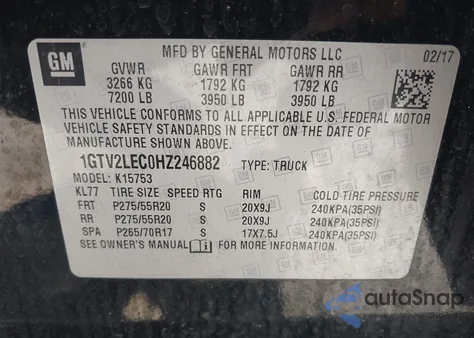 GM
MFD BY GENERAL MOTORS LLC 02/17
GVWR GAWR FRT GAWR RR
3266 KG 1792 KG 1792 KG
7200 LB 3950 LB 3950 LB
THIS VEHICLE CONFORMS TO ALL APPLICABLE U.S. FEDERAL MOTOR
VEHICLE SAFETY STANDARDS IN EFFECT ON THE DATE OF
MANUFACTURE SHOWN ABOVE.
1GTV2LEC0HZ246882 TYPE: TRUCK
MODEL: K15753
KL77 TIRE SIZE SPEED RTG RIM COLD TIRE PRESSURE
FRT P275/55R20 S 20X9J 240KPA(35PSI)
RR P275/55R20 S 20X9J 240KPA(35PSI)
SPA P265/70R17 S 17X7.5J 240KPA(35PSI)
SEE OWNER'S MANUAL FOR MORE INFORMATION.
autoSnap